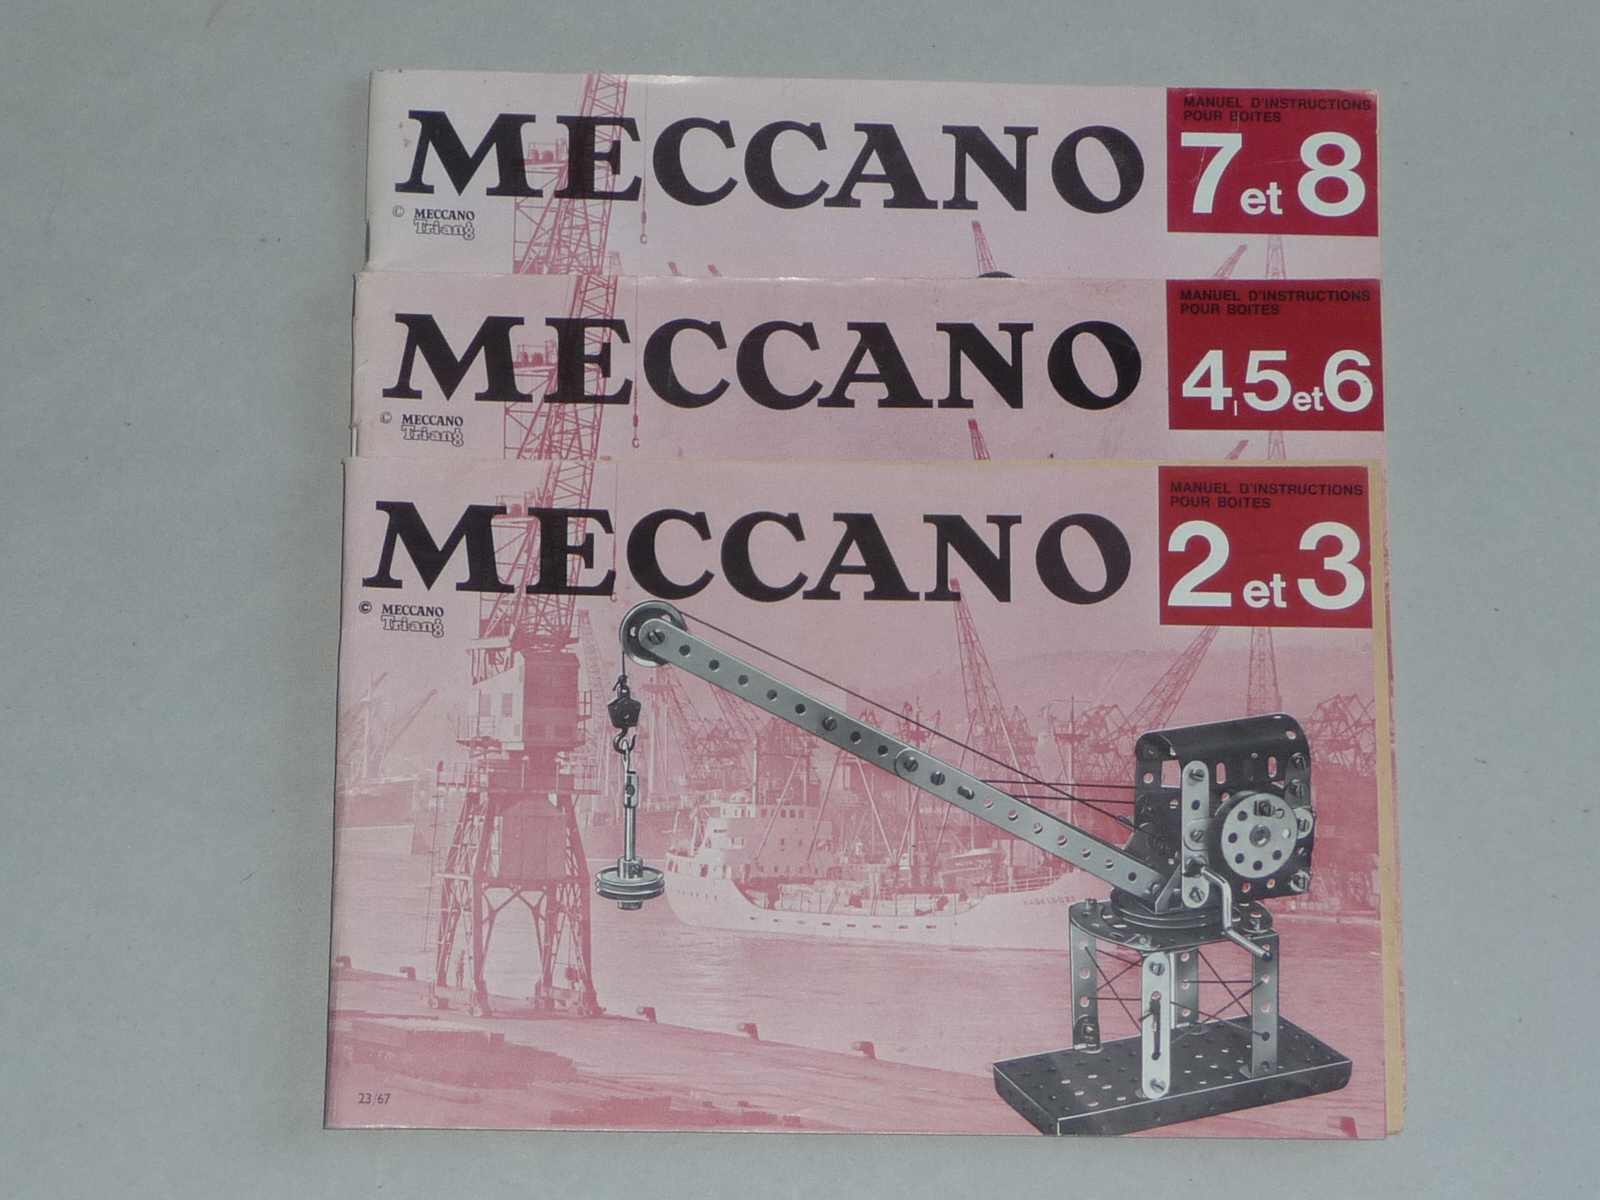 MECCANO
MANUEL D'INSTRUCTIONS
POUR BOITES
7 et 8
© MECCANO
Tri-ang
MECCANO
MANUEL D'INSTRUCTIONS
POUR BOITES
4, 5 et 6
© MECCANO
Tri-ang
MECCANO
MANUEL D'INSTRUCTIONS
POUR BOITES
2 et 3
© MECCANO
Tri-ang
23/67